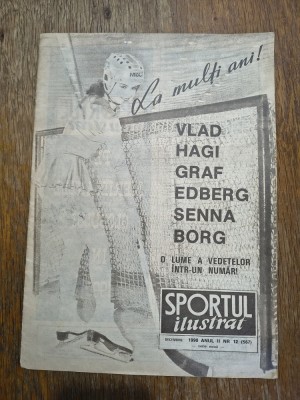 La mulți ani!
VLAD
HAGI
GRAF
EDBERG
SENNA
BORG
O LUME A VEDETELOR
ÎNTR-UN NUMĂR!
SPORTUL
ilustrat